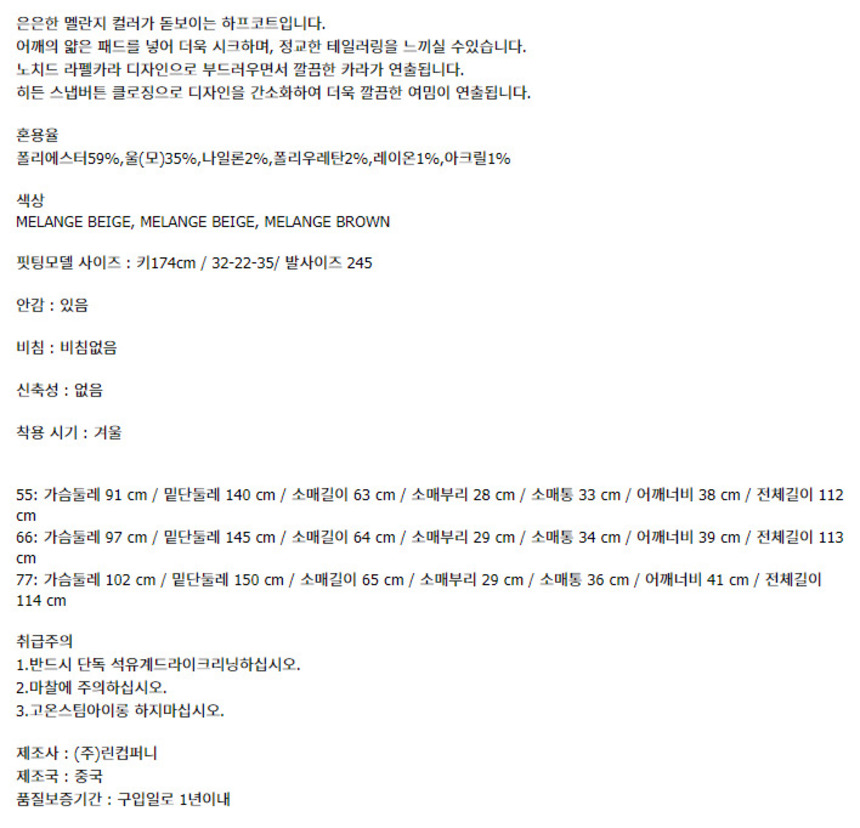 은은한 멜란지 컬러가 돋보이는 하프코트입니다.
어깨의 얇은 패드를 넣어 더욱 시크하며, 정교한 테일러링을 느끼실 수있습니다.
노치드 라펠카라 디자인으로 부드러우면서 깔끔한 카라가 연출됩니다.
히든 스냅버튼 클로징으로 디자인을 간소화하여 더욱 깔끔한 여밈이 연출됩니다.
혼용율
폴리에스터59%,울(모)35%,나일론2%,폴리우레탄2%,레이온1%,아크릴1%
색상
MELANGE BEIGE, MELANGE BEIGE, MELANGE BROWN
핏팅모델 사이즈 : 키174cm / 32-22-35/ 발사이즈 245
안감 : 있음
비침 : 비침없음
신축성 : 없음
착용 시기 : 겨울
55: 가슴둘레 91 cm / 밑단둘레 140 cm / 소매길이 63 cm / 소매부리 28 cm / 소매통 33 cm / 어깨너비 38 cm / 전체길이 112
cm
66: 가슴둘레 97 cm / 밑단둘레 145 cm / 소매길이 64 cm / 소매부리 29 cm / 소매통 34 cm / 어깨너비 39 cm / 전체길이 113
cm
77: 가슴둘레 102 cm / 밑단둘레 150 cm / 소매길이 65 cm / 소매부리 29 cm / 소매통 36 cm / 어깨너비 41 cm / 전체길이
114 cm
취급주의
1.반드시 단독 석유계드라이크리닝하십시오.
2.마찰에 주의하십시오.
3.고온스팀아이롱 하지마십시오.
제조사 : (주)린컴퍼니
제조국 : 중국
품질보증기간 : 구입일로 1년이내